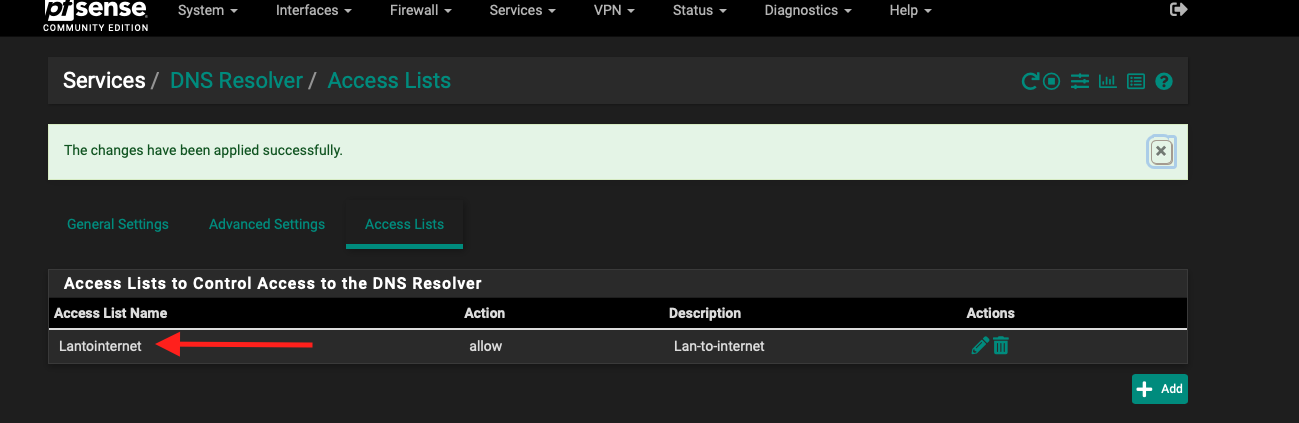 pfsense
COMMUNITY EDITION
System Interfaces Firewall Services VPN Status Diagnostics Help
Services / DNS Resolver / Access Lists
The changes have been applied successfully.
General Settings Advanced Settings Access Lists
Access Lists to Control Access to the DNS Resolver
Access List Name Action Description Actions
Lantointernet allow Lan-to-internet
Add